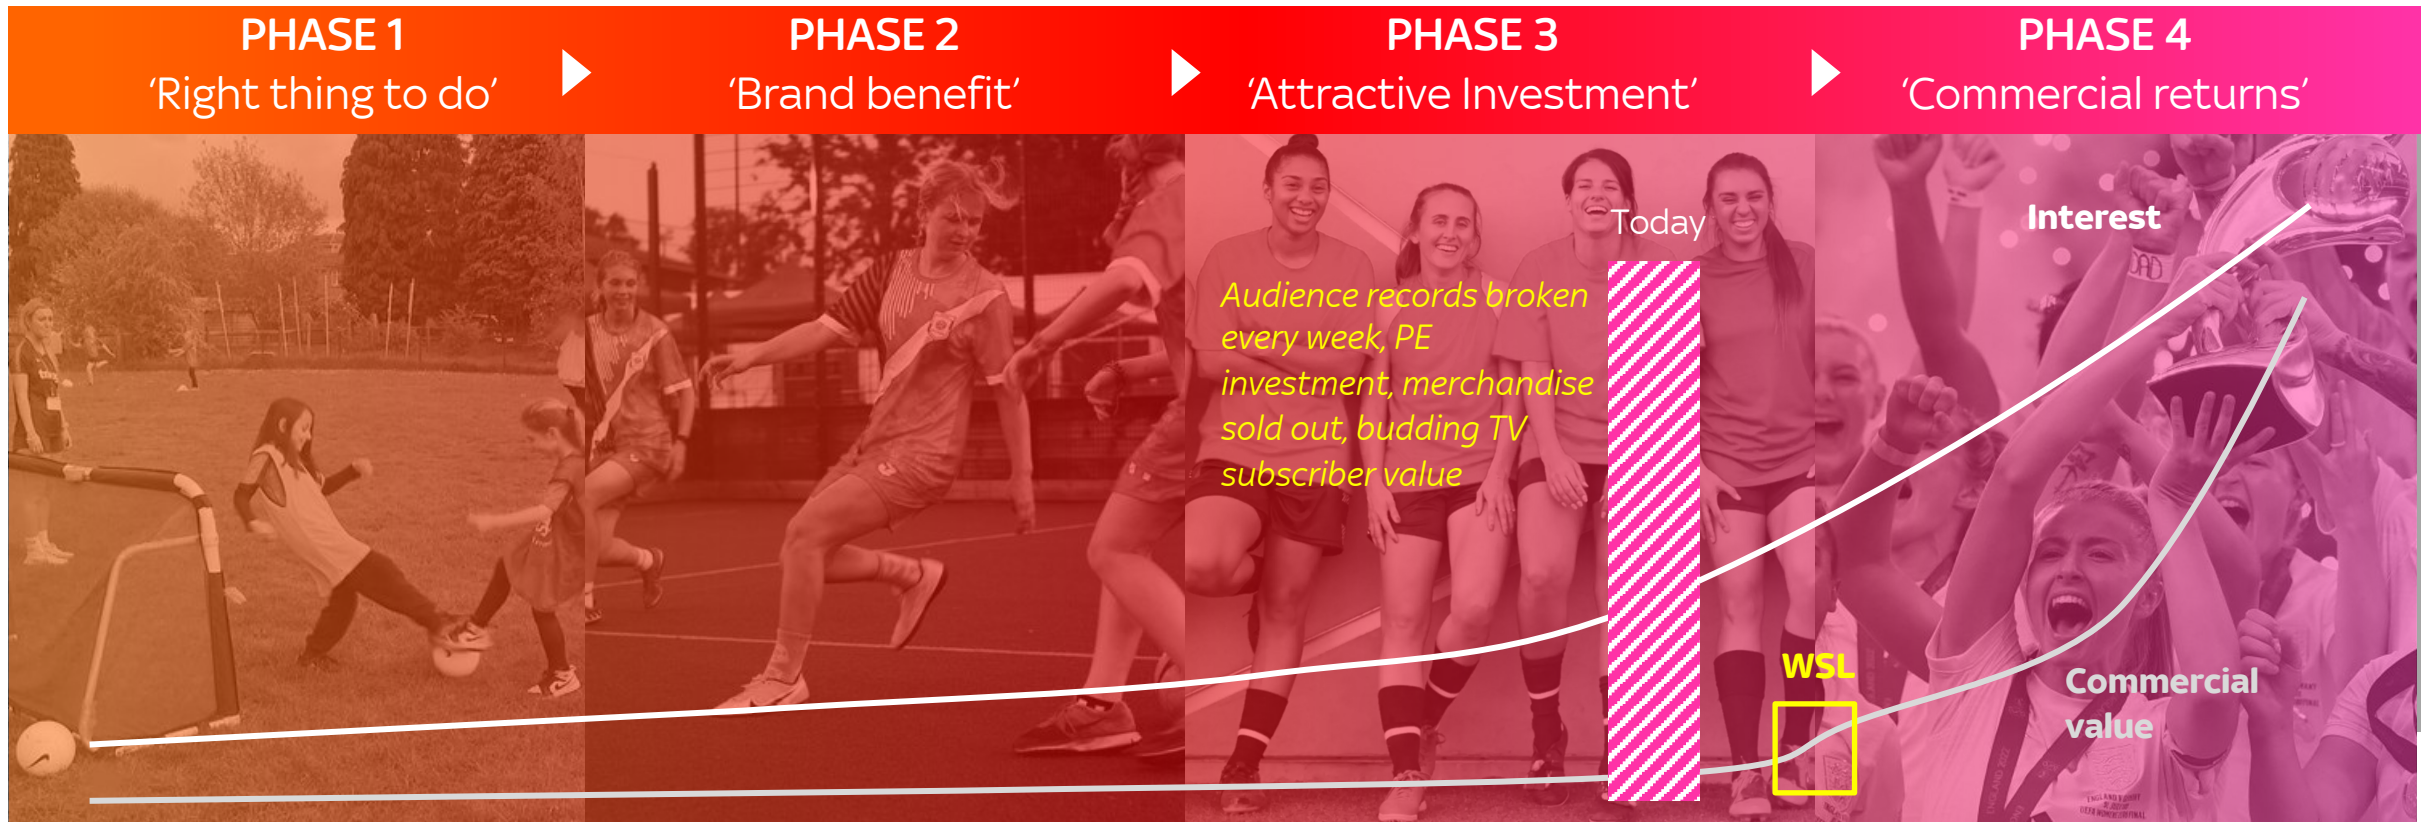 PHASE 1
‘Right thing to do’
PHASE 2
‘Brand benefit’
PHASE 3
‘Attractive Investment’
PHASE 4
‘Commercial returns’
Today
Interest
Audience records broken
every week, PE
investment, merchandise
sold out, budding TV
subscriber value
WSL
Commercial
value
DAD